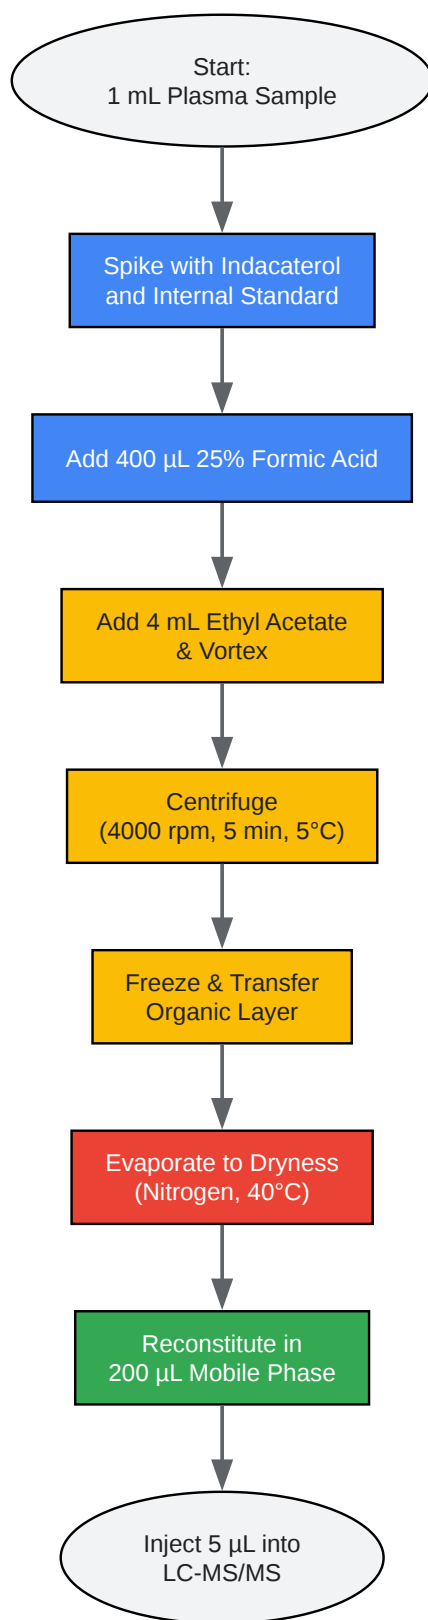 Start:
1 mL Plasma Sample
Spike with Indacaterol
and Internal Standard
Add 400 µL 25% Formic Acid
Add 4 mL Ethyl Acetate
& Vortex
Centrifuge
(4000 rpm, 5 min, 5°C)
Freeze & Transfer
Organic Layer
Evaporate to Dryness
(Nitrogen, 40°C)
Reconstitute in
200 µL Mobile Phase
Inject 5 µL into
LC-MS/MS